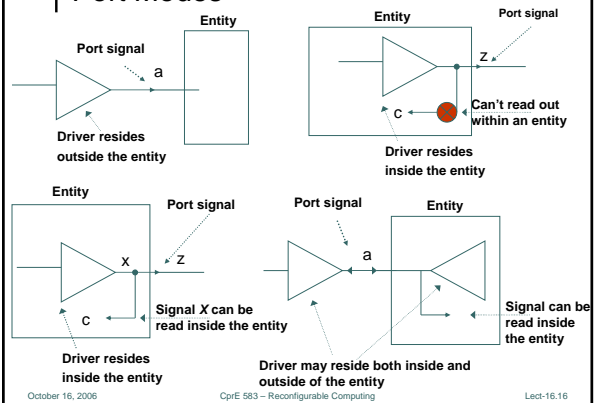 Port Modes
Entity
Port signal
a
Driver resides
outside the entity
Entity
Port signal
z
c
Can't read out
within an entity
Driver resides
inside the entity
Entity
Port signal
x
z
c
Signal X can be
read inside the entity
Driver resides
inside the entity
Port signal
Entity
a
Signal can be
read inside
the entity
Driver may reside both inside and
outside of the entity
October 16, 2006
CprE 583 – Reconfigurable Computing
Lect-16.16